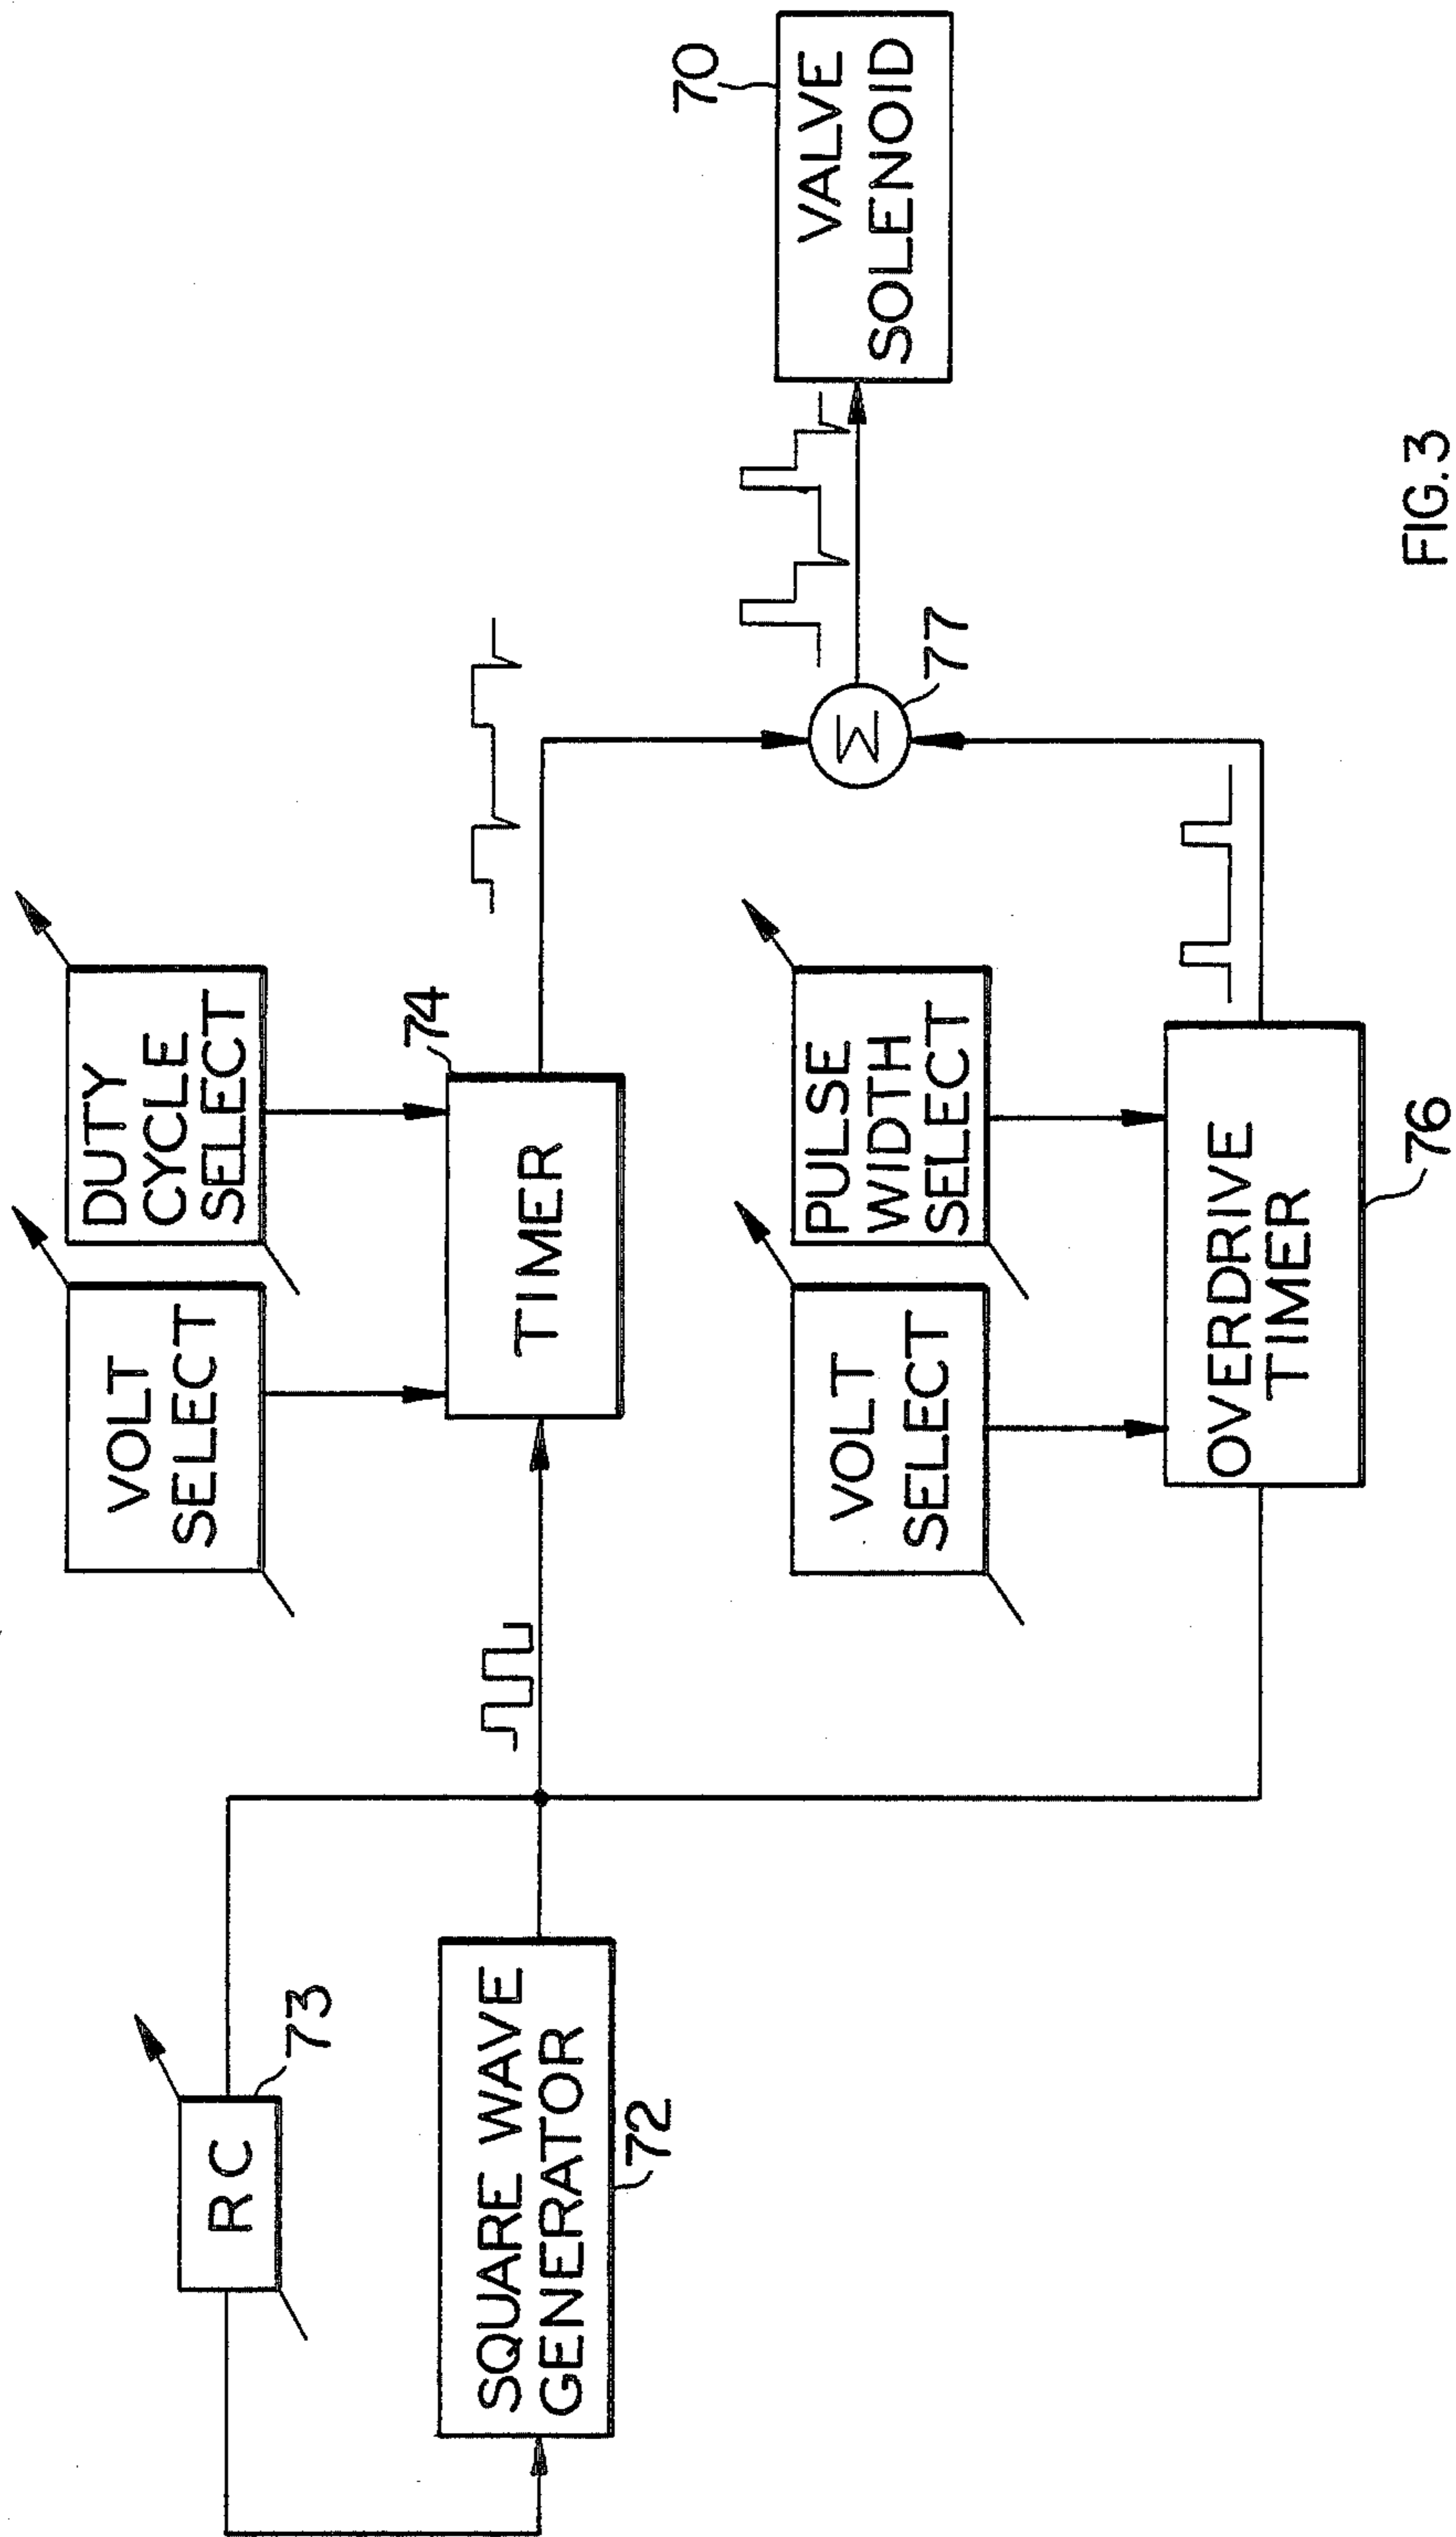 RC
73
SQUARE WAVE
GENERATOR
72
VOLT
SELECT
DUTY
CYCLE
SELECT
TIMER
74
VOLT
SELECT
PULSE
WIDTH
SELECT
OVERDRIVE
TIMER
76
Σ
77
VALVE
SOLENOID
70
FIG.3